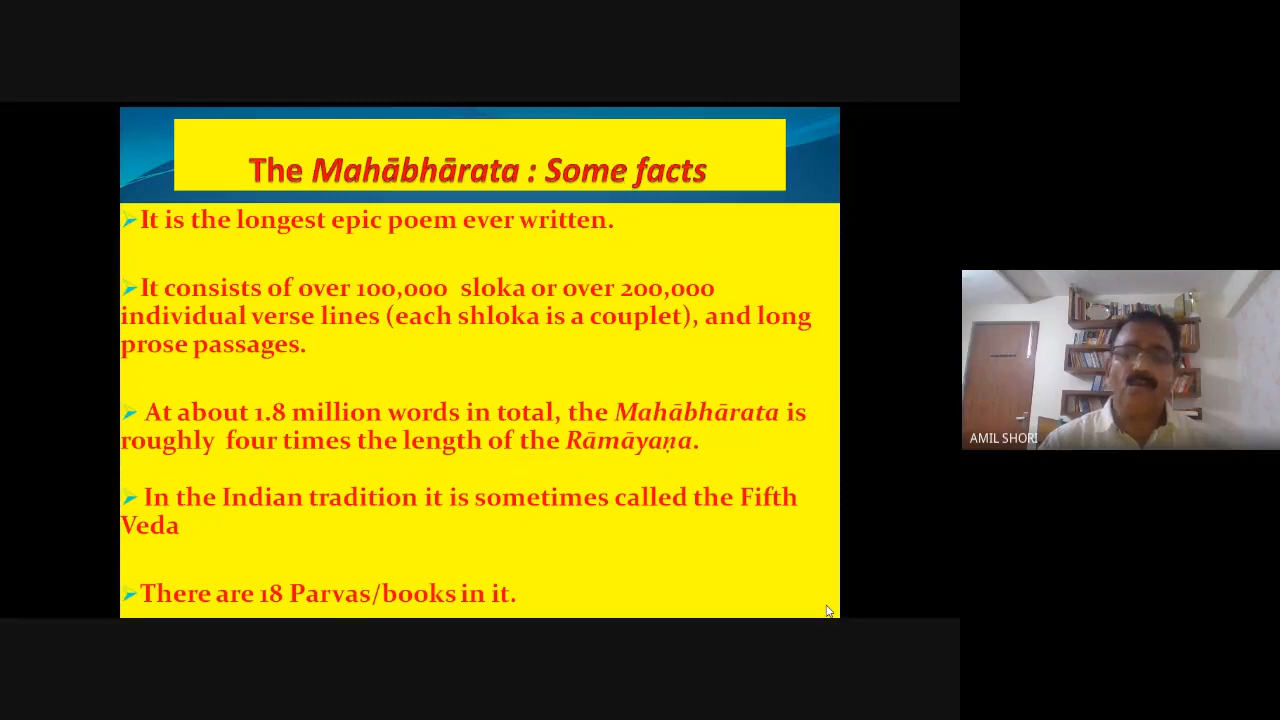 The Mahābhārata : Some facts
It is the longest epic poem ever written.
It consists of over 100,000 sloka or over 200,000
individual verse lines (each shloka is a couplet), and long
prose passages.
At about 1.8 million words in total, the Mahābhārata is
roughly four times the length of the Rāmāyaṇa.
In the Indian tradition it is sometimes called the Fifth
Veda
There are 18 Parvas/books in it.
AMIL SHORI